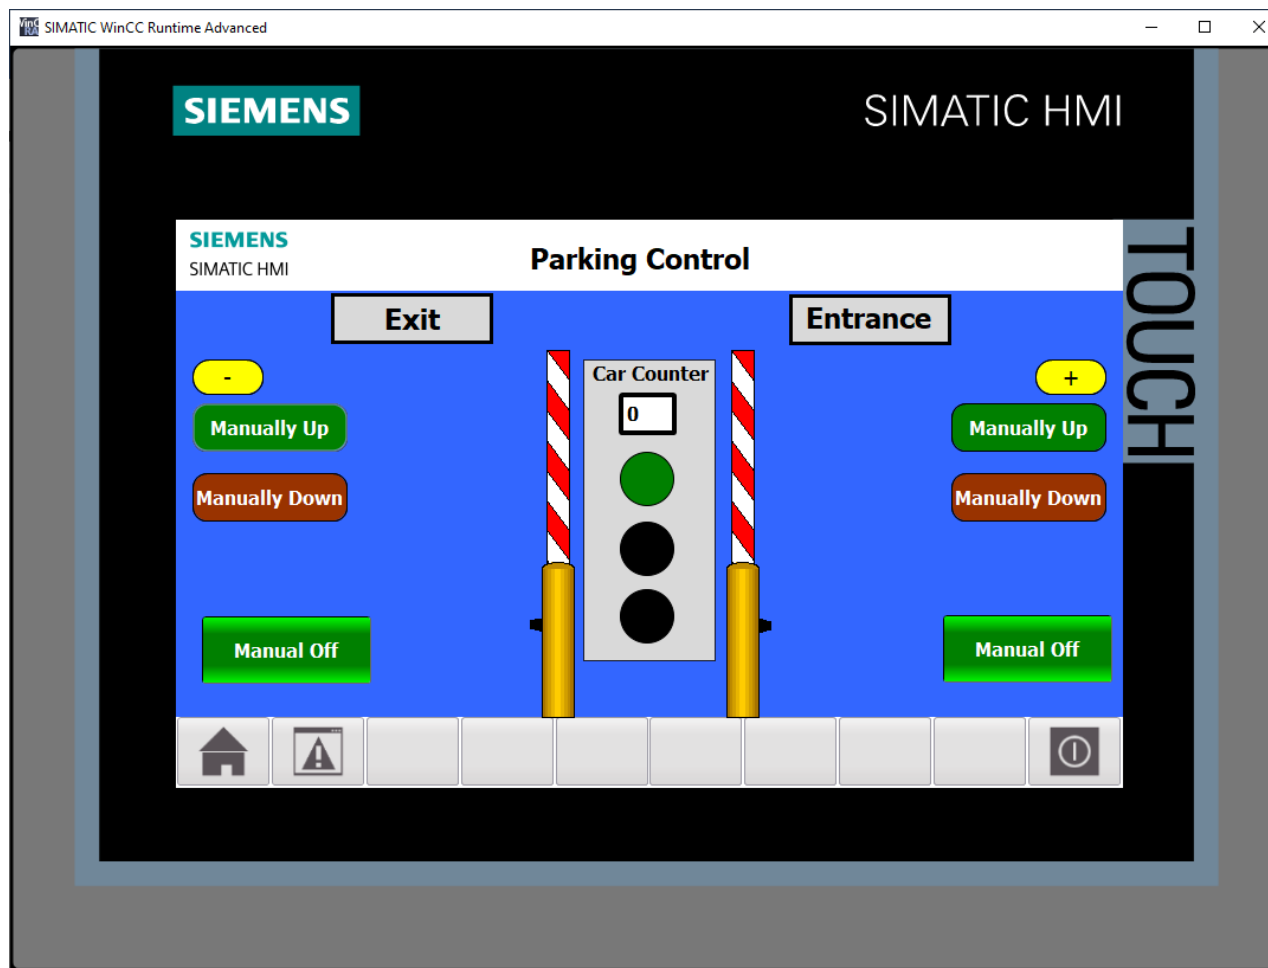 SIMATIC WinCC Runtime Advanced
SIEMENS
SIMATIC HMI
TOUCH
SIEMENS
SIMATIC HMI
Parking Control
Exit
Entrance
-
Car Counter
+
0
Manually Up
Manually Up
Manually Down
Manually Down
Manual Off
Manual Off